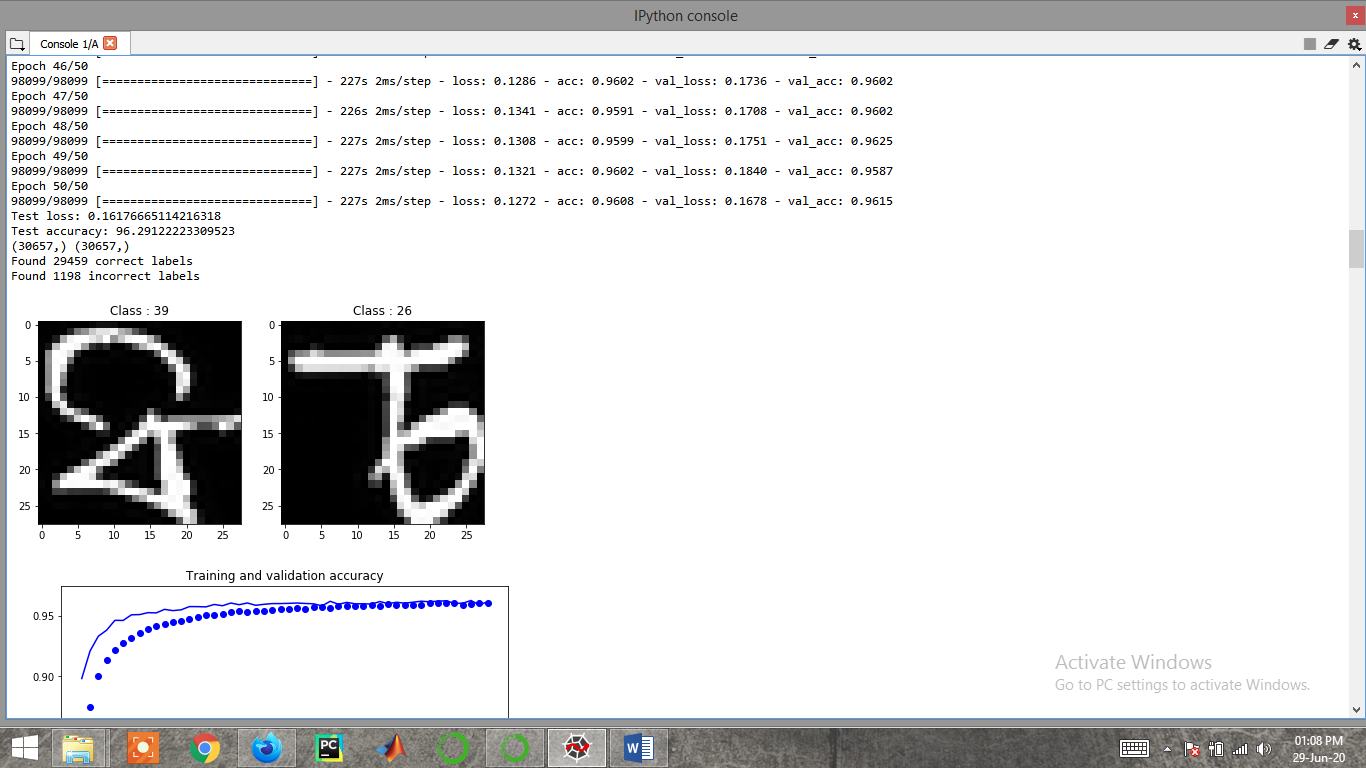 IPython console
Console 1/A
Epoch 46/50
98099/98099 [==============================] - 227s 2ms/step - loss: 0.1286 - acc: 0.9602 - val_loss: 0.1736 - val_acc: 0.9602
Epoch 47/50
98099/98099 [==============================] - 226s 2ms/step - loss: 0.1341 - acc: 0.9591 - val_loss: 0.1708 - val_acc: 0.9602
Epoch 48/50
98099/98099 [==============================] - 227s 2ms/step - loss: 0.1308 - acc: 0.9599 - val_loss: 0.1751 - val_acc: 0.9625
Epoch 49/50
98099/98099 [==============================] - 227s 2ms/step - loss: 0.1321 - acc: 0.9602 - val_loss: 0.1840 - val_acc: 0.9587
Epoch 50/50
98099/98099 [==============================] - 227s 2ms/step - loss: 0.1272 - acc: 0.9608 - val_loss: 0.1678 - val_acc: 0.9615
Test loss: 0.16176665114216318
Test accuracy: 96.29122223309523
(30657,) (30657,)
Found 29459 correct labels
Found 1198 incorrect labels
Class : 39 Class : 26
0 0
5 5
10 10
15 15
20 20
25 25
0 5 10 15 20 25 0 5 10 15 20 25
Training and validation accuracy
0.95
0.90
Activate Windows
Go to PC settings to activate Windows.
PC
W
01:08 PM
29-Jun-20